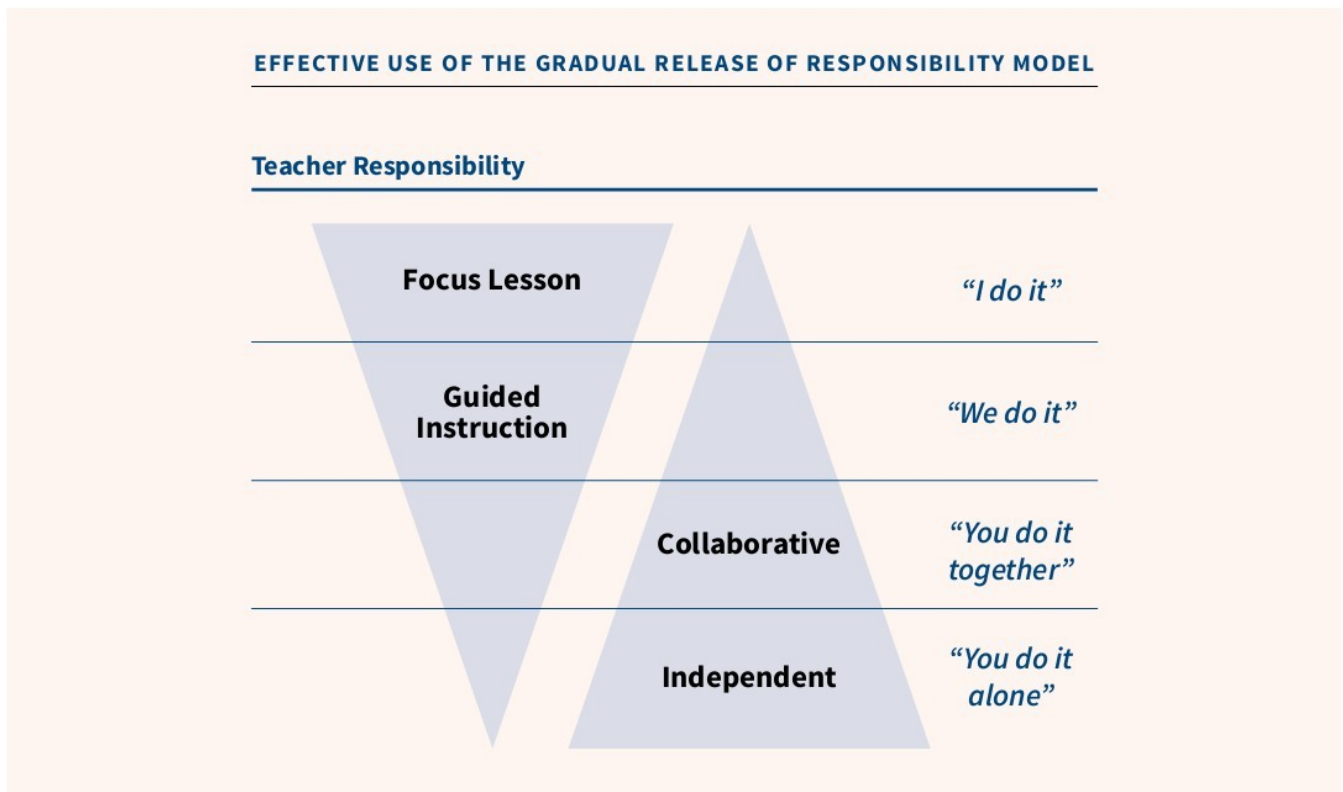 EFFECTIVE USE OF THE GRADUAL RELEASE OF RESPONSIBILITY MODEL
Teacher Responsibility
Focus Lesson
“I do it”
Guided
Instruction
“We do it”
Collaborative
“You do it
together”
Independent
“You do it
alone”